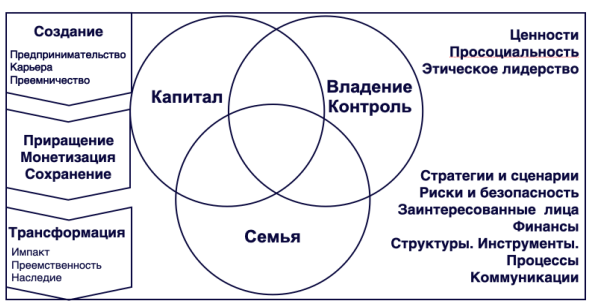 Создание
Предпринимательство
Карьера
Преемничество
Приращение
Монетизация
Сохранение
Трансформация
Импакт
Преемственность
Наследие
Капитал
Владение
Контроль
Семья
Ценности
Просоциальность
Этическое лидерство
Стратегии и сценарии
Риски и безопасность
Заинтересованные лица
Финансы
Структуры. Инструменты.
Процессы
Коммуникации